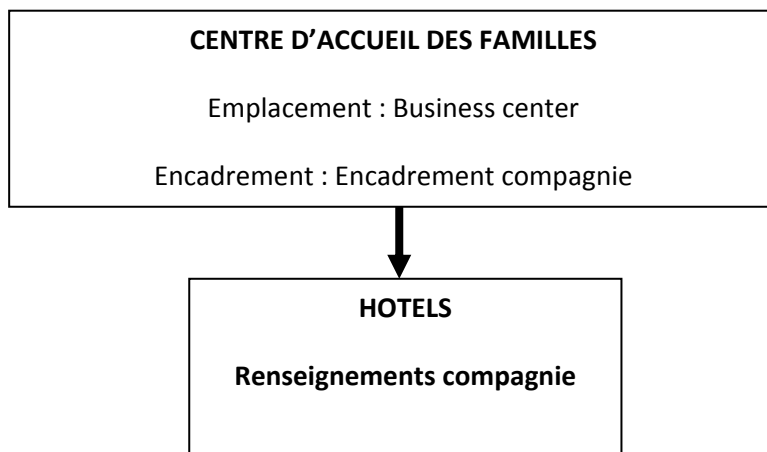 CENTRE D’ACCUEIL DES FAMILLES
Emplacement : Business center
Encadrement : Encadrement compagnie
HOTELS
Renseignements compagnie